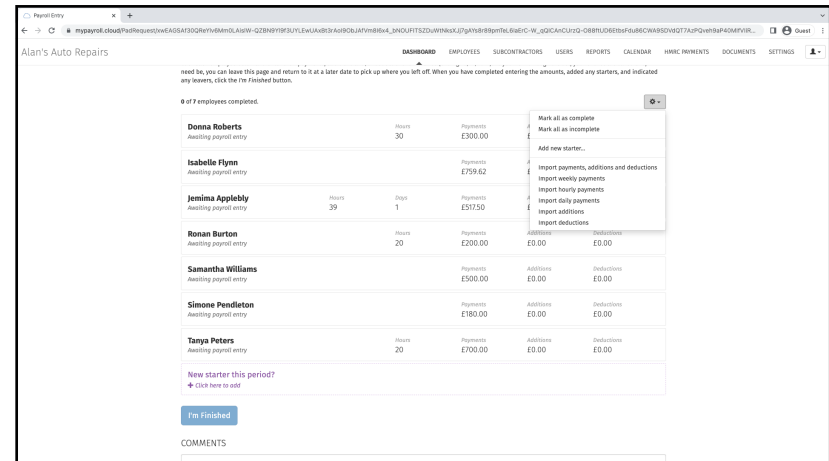 Payroll Entry
mypayroll.cloud/PadRequest/xwEAGSAf30QReYlv6Mm0LAisIW-QZBN9Yl9f3UYLEwUAxBt3rAoi9ObJAfVm8I6x4_bNOUFITSZOuWtNksXJj7gAYs8r89pmTeL6laErC-W_qQICAnCUrzQ-O88ftUD6EtbsFdu86CWA9SDVdQT7AzPQveh9aP40MIfVIiR...
Guest
Alan's Auto Repairs
DASHBOARD EMPLOYEES SUBCONTRACTORS USERS REPORTS CALENDAR HMRC PAYMENTS DOCUMENTS SETTINGS
need be, you can leave this page and return to it at a later date to pick up where you left off. When you have completed entering the amounts, added any starters, and indicated
any leavers, click the I'm Finished button.
0 of 7 employees completed.
Mark all as complete
Mark all as incomplete
Add new starter...
Import payments, additions and deductions
Import weekly payments
Import hourly payments
Import daily payments
Import additions
Import deductions
Donna Roberts Hours Payments
Awaiting payroll entry 30 £300.00
Isabelle Flynn Payments
Awaiting payroll entry £759.62
Jemima Applebly Hours Days Payments
Awaiting payroll entry 39 1 £517.50
Ronan Burton Hours Payments Additions Deductions
Awaiting payroll entry 20 £200.00 £0.00 £0.00
Samantha Williams Payments Additions Deductions
Awaiting payroll entry £500.00 £0.00 £0.00
Simone Pendleton Payments Additions Deductions
Awaiting payroll entry £180.00 £0.00 £0.00
Tanya Peters Hours Payments Additions Deductions
Awaiting payroll entry 20 £700.00 £0.00 £0.00
New starter this period?
+ Click here to add
I'm Finished
COMMENTS